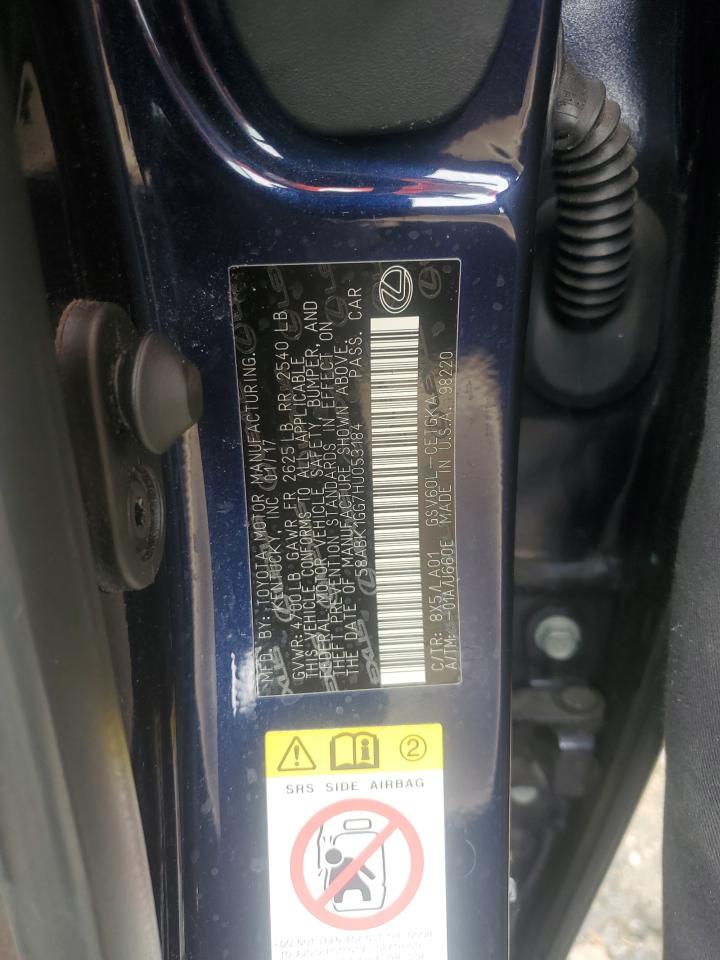 MFD. BY: TOYOTA MOTOR MANUFACTURING,
KENTUCKY, INC 01/17
GVWR: 4700 LB GAWR FR 2625 LB RR 2540 LB
THIS VEHICLE CONFORMS TO ALL APPLICABLE
FEDERAL MOTOR VEHICLE SAFETY, BUMPER, AND
THEFT PREVENTION STANDARDS IN EFFECT ON
THE DATE OF MANUFACTURE SHOWN ABOVE.
58ABK1GG7HU053184 PASS. CAR
C/TR: 8X5/LA01 GSV60L-CETGKA
A/TM: -01A/U660E MADE IN U.S.A. 98220
2
SRS SIDE AIRBAG